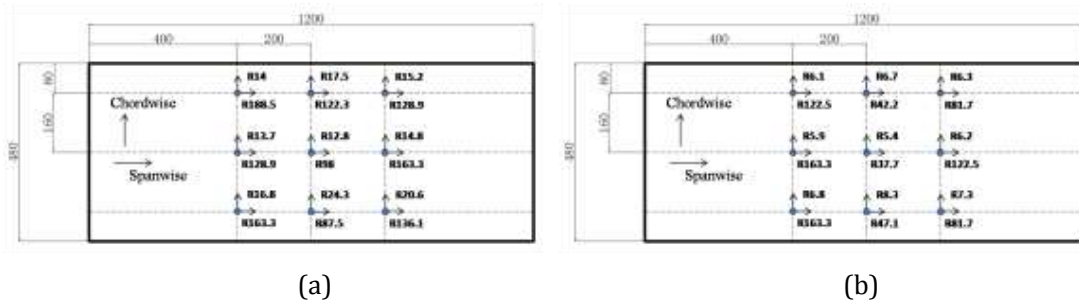 1200
1200
400
200
400
200
480
80
160
480
80
160
R14
R17.5
R15.2
R6.1
R6.7
R6.3
R188.5
R122.3
R128.9
R122.5
R42.2
R81.7
Chordwise
Chordwise
R13.7
R12.8
R14.8
R5.9
R5.4
R6.2
R128.9
R98
R163.3
R163.3
R37.7
R122.5
Spanwise
Spanwise
R16.8
R24.3
R20.6
R6.8
R8.3
R7.3
R163.3
R87.5
R136.1
R163.3
R47.1
R81.7
(a)
(b)